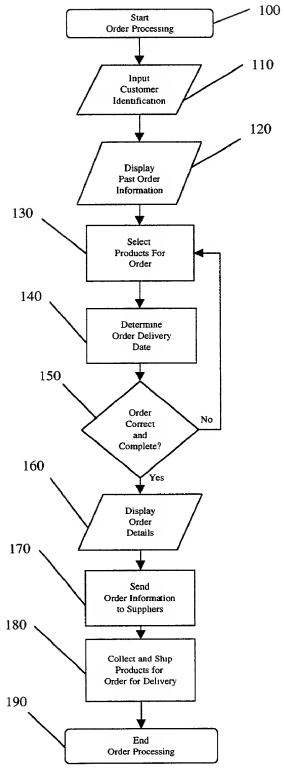 100
Start
Order Processing
110
Input
Customer
Identification
120
Display
Past Order
Information
130
Select
Products For
Order
140
Determine
Order Delivery
Date
150
Order
Correct
and
Complete?
No
Yes
160
Display
Order
Details
170
Send
Order Information
to Suppliers
180
Collect and Ship
Products for
Order for Delivery
190
End
Order Processing